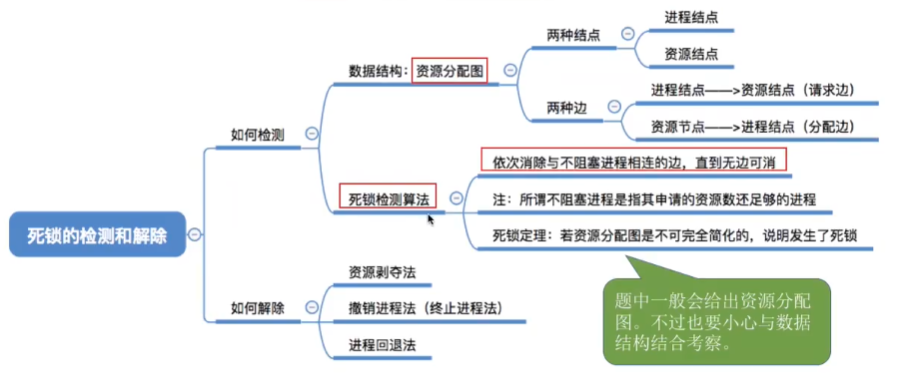 死锁的检测和解除
如何检测
数据结构：资源分配图
两种结点
进程结点
资源结点
两种边
进程结点——>资源结点（请求边）
资源节点——>进程结点（分配边）
死锁检测算法
依次消除与不阻塞进程相连的边，直到无边可消
注：所谓不阻塞进程是指其申请的资源数还足够的进程
死锁定理：若资源分配图是不可完全简化的，说明发生了死锁
如何解除
资源剥夺法
撤销进程法（终止进程法）
进程回退法
题中一般会给出资源分配
图。不过也要小心与数据
结构结合考察。